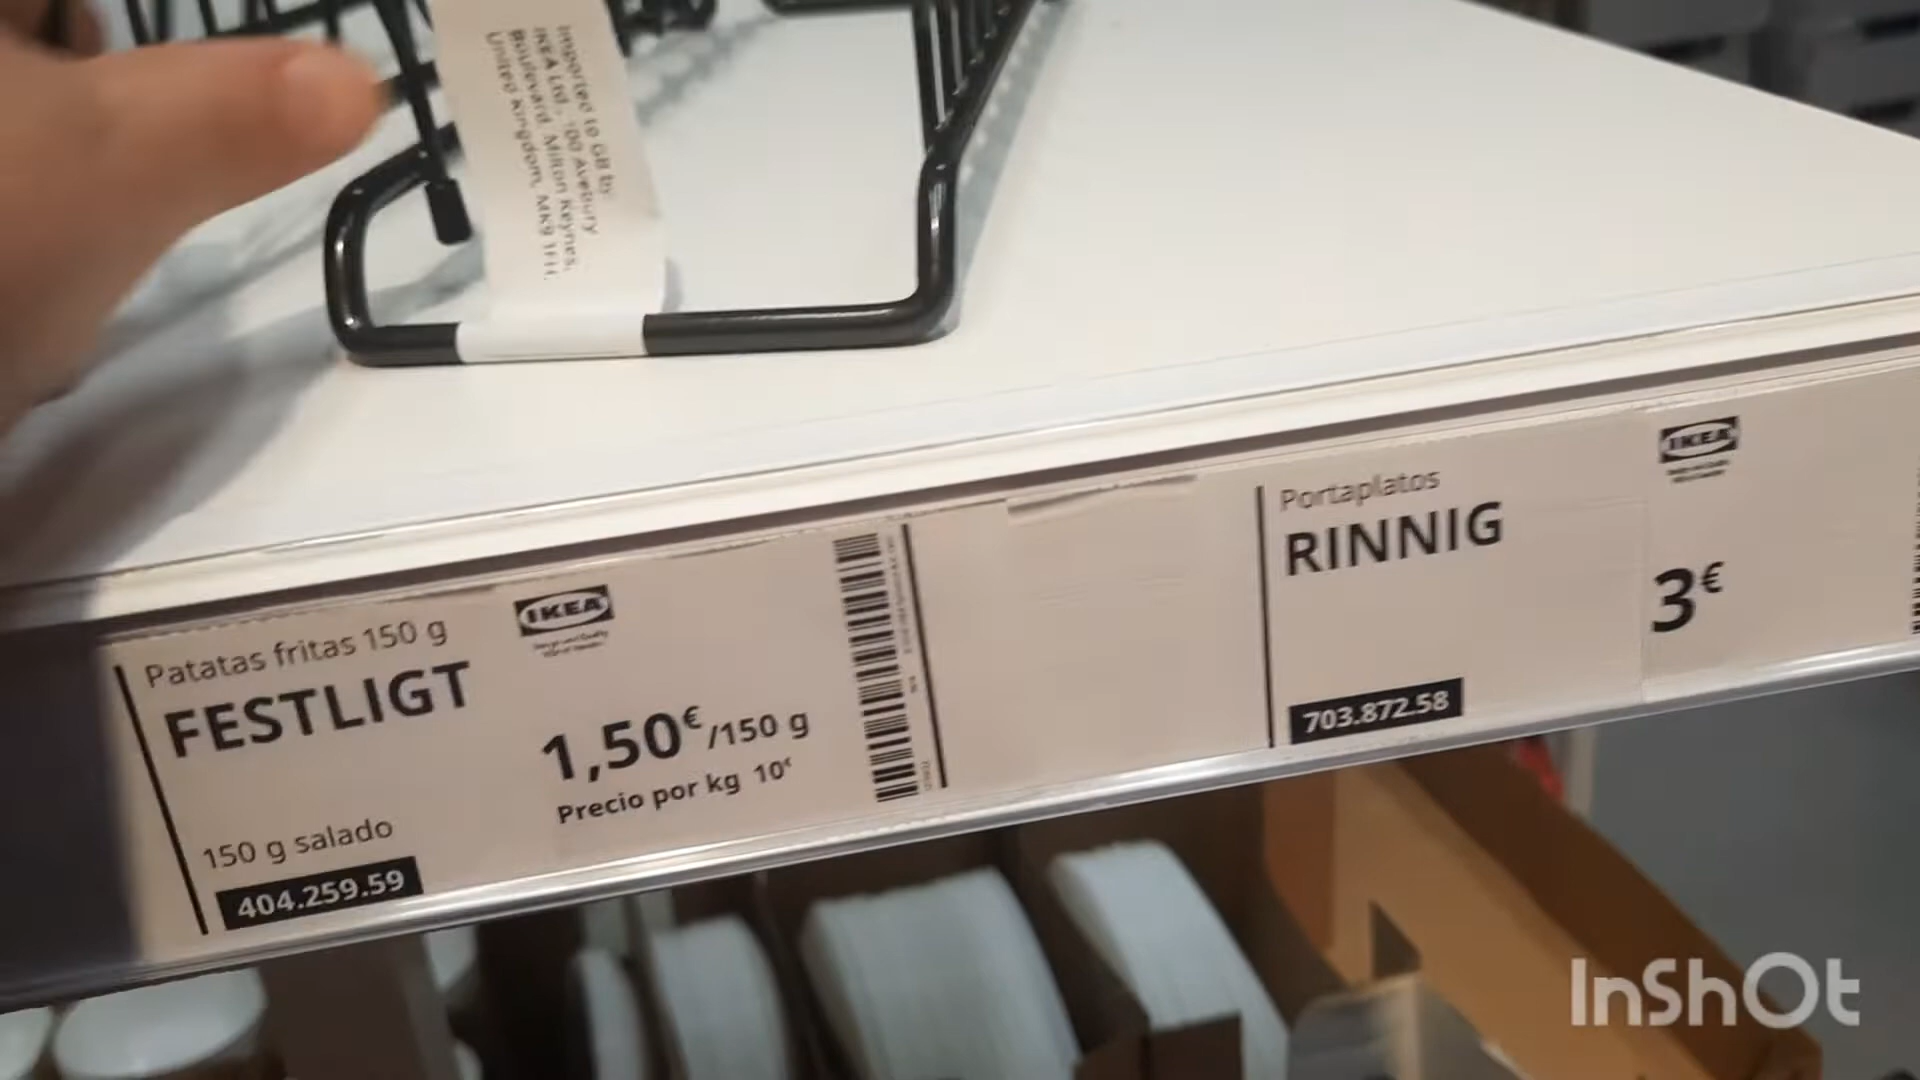 Imported to GB by:
IKEA Ltd., 100 Avebury
Boulevard, Milton Keynes,
United Kingdom, MK9 1FH.
Patatas fritas 150 g
FESTLIGT
IKEA
1,50€/150 g
Precio por kg 10€
150 g salado
404.259.59
Portaplatos
RINNIG
IKEA
3€
703.872.58
InShOt